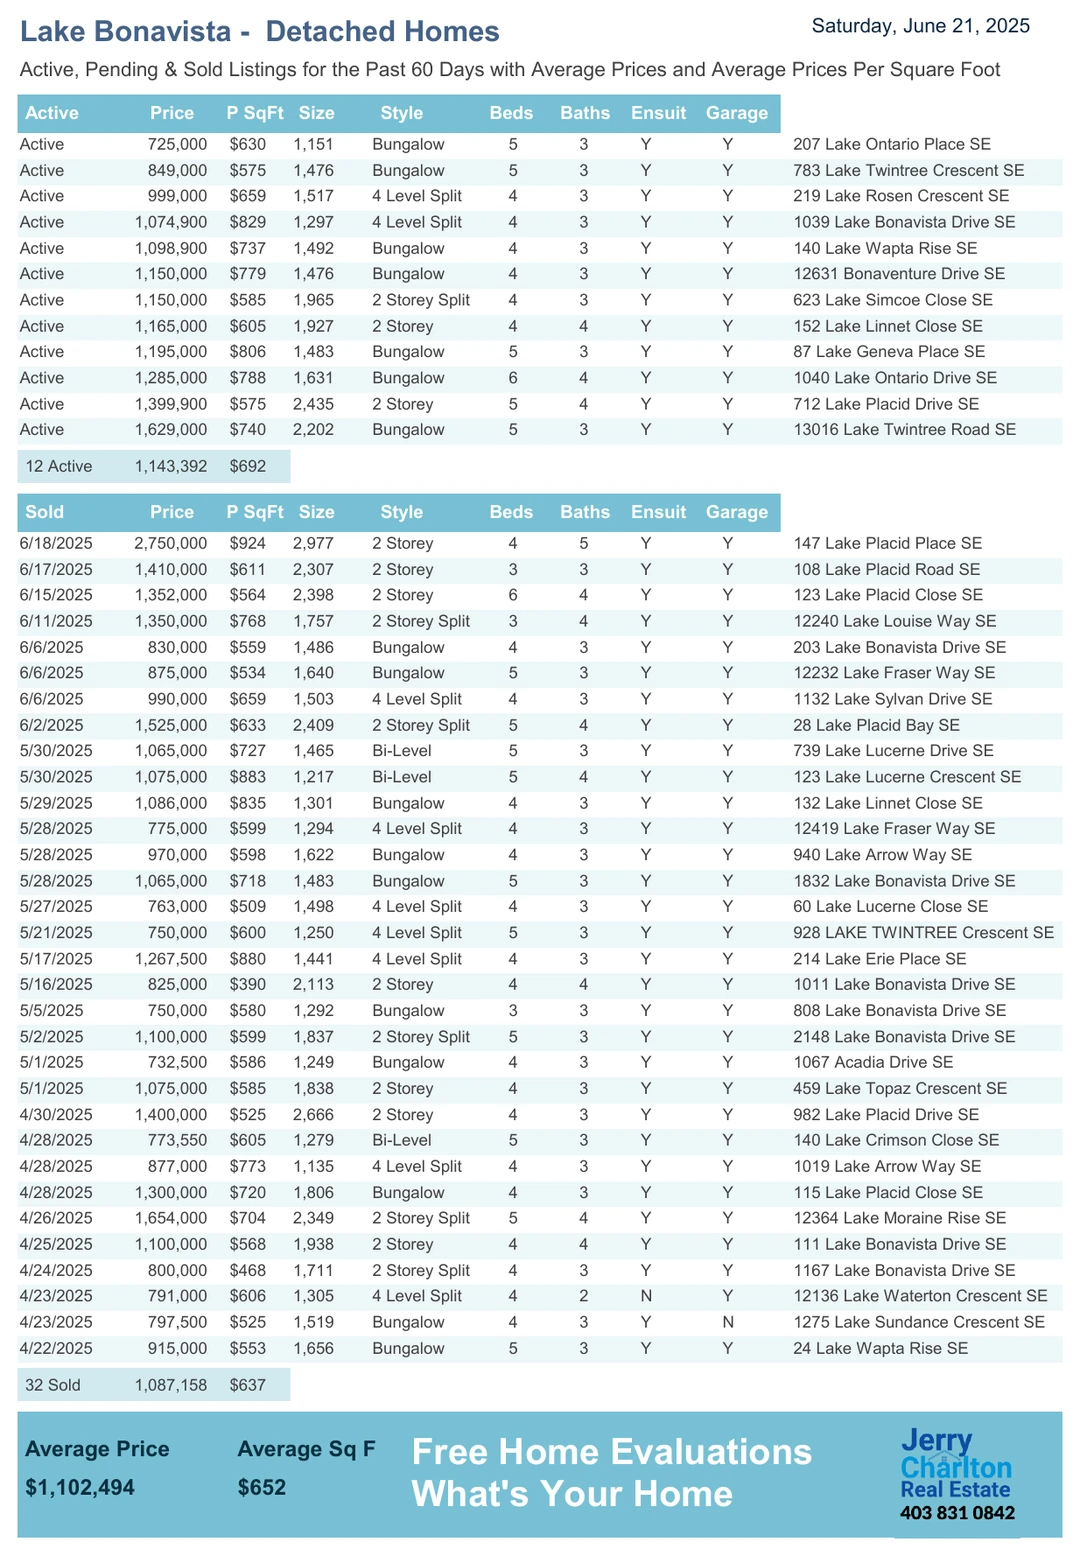 Lake Bonavista -  Detached Homes
Saturday, June 21, 2025
Active, Pending & Sold Listings for the Past 60 Days with Average Prices and Average Prices Per Square Foot
Active Price P SqFt Size Style Beds Baths Ensuit Garage
Active 725,000 $630 1,151 Bungalow 5 3 Y Y 207 Lake Ontario Place SE
Active 849,000 $575 1,476 Bungalow 5 3 Y Y 783 Lake Twintree Crescent SE
Active 999,000 $659 1,517 4 Level Split 4 3 Y Y 219 Lake Rosen Crescent SE
Active 1,074,900 $829 1,297 4 Level Split 4 3 Y Y 1039 Lake Bonavista Drive SE
Active 1,098,900 $737 1,492 Bungalow 4 3 Y Y 140 Lake Wapta Rise SE
Active 1,150,000 $779 1,476 Bungalow 4 3 Y Y 12631 Bonaventure Drive SE
Active 1,150,000 $585 1,965 2 Storey Split 4 3 Y Y 623 Lake Simcoe Close SE
Active 1,165,000 $605 1,927 2 Storey 4 4 Y Y 152 Lake Linnet Close SE
Active 1,195,000 $806 1,483 Bungalow 5 3 Y Y 87 Lake Geneva Place SE
Active 1,285,000 $788 1,631 Bungalow 6 4 Y Y 1040 Lake Ontario Drive SE
Active 1,399,900 $575 2,435 2 Storey 5 4 Y Y 712 Lake Placid Drive SE
Active 1,629,000 $740 2,202 Bungalow 5 3 Y Y 13016 Lake Twintree Road SE
12 Active 1,143,392 $692
Sold Price P SqFt Size Style Beds Baths Ensuit Garage
6/18/2025 2,750,000 $924 2,977 2 Storey 4 5 Y Y 147 Lake Placid Place SE
6/17/2025 1,410,000 $611 2,307 2 Storey 3 3 Y Y 108 Lake Placid Road SE
6/15/2025 1,352,000 $564 2,398 2 Storey 6 4 Y Y 123 Lake Placid Close SE
6/11/2025 1,350,000 $768 1,757 2 Storey Split 3 4 Y Y 12240 Lake Louise Way SE
6/6/2025 830,000 $559 1,486 Bungalow 4 3 Y Y 203 Lake Bonavista Drive SE
6/6/2025 875,000 $534 1,640 Bungalow 5 3 Y Y 12232 Lake Fraser Way SE
6/6/2025 990,000 $659 1,503 4 Level Split 4 3 Y Y 1132 Lake Sylvan Drive SE
6/2/2025 1,525,000 $633 2,409 2 Storey Split 5 4 Y Y 28 Lake Placid Bay SE
5/30/2025 1,065,000 $727 1,465 Bi-Level 5 3 Y Y 739 Lake Lucerne Drive SE
5/30/2025 1,075,000 $883 1,217 Bi-Level 5 4 Y Y 123 Lake Lucerne Crescent SE
5/29/2025 1,086,000 $835 1,301 Bungalow 4 3 Y Y 132 Lake Linnet Close SE
5/28/2025 775,000 $599 1,294 4 Level Split 4 3 Y Y 12419 Lake Fraser Way SE
5/28/2025 970,000 $598 1,622 Bungalow 4 3 Y Y 940 Lake Arrow Way SE
5/28/2025 1,065,000 $718 1,483 Bungalow 5 3 Y Y 1832 Lake Bonavista Drive SE
5/27/2025 763,000 $509 1,498 4 Level Split 4 3 Y Y 60 Lake Lucerne Close SE
5/21/2025 750,000 $600 1,250 4 Level Split 5 3 Y Y 928 LAKE TWINTREE Crescent SE
5/17/2025 1,267,500 $880 1,441 4 Level Split 4 3 Y Y 214 Lake Erie Place SE
5/16/2025 825,000 $390 2,113 2 Storey 4 4 Y Y 1011 Lake Bonavista Drive SE
5/5/2025 750,000 $580 1,292 Bungalow 3 3 Y Y 808 Lake Bonavista Drive SE
5/2/2025 1,100,000 $599 1,837 2 Storey Split 5 3 Y Y 2148 Lake Bonavista Drive SE
5/1/2025 732,500 $586 1,249 Bungalow 4 3 Y Y 1067 Acadia Drive SE
5/1/2025 1,075,000 $585 1,838 2 Storey 4 3 Y Y 459 Lake Topaz Crescent SE
4/30/2025 1,400,000 $525 2,666 2 Storey 4 3 Y Y 982 Lake Placid Drive SE
4/28/2025 773,550 $605 1,279 Bi-Level 5 3 Y Y 140 Lake Crimson Close SE
4/28/2025 877,000 $773 1,135 4 Level Split 4 3 Y Y 1019 Lake Arrow Way SE
4/28/2025 1,300,000 $720 1,806 Bungalow 4 3 Y Y 115 Lake Placid Close SE
4/26/2025 1,654,000 $704 2,349 2 Storey Split 5 4 Y Y 12364 Lake Moraine Rise SE
4/25/2025 1,100,000 $568 1,938 2 Storey 4 4 Y Y 111 Lake Bonavista Drive SE
4/24/2025 800,000 $468 1,711 2 Storey Split 4 3 Y Y 1167 Lake Bonavista Drive SE
4/23/2025 791,000 $606 1,305 4 Level Split 4 2 N Y 12136 Lake Waterton Crescent SE
4/23/2025 797,500 $525 1,519 Bungalow 4 3 Y N 1275 Lake Sundance Crescent SE
4/22/2025 915,000 $553 1,656 Bungalow 5 3 Y Y 24 Lake Wapta Rise SE
32 Sold 1,087,158 $637
Average Price Average Sq F
$1,102,494 $652
Free Home Evaluations
What's Your Home
Jerry
Charlton
Real Estate
403 831 0842